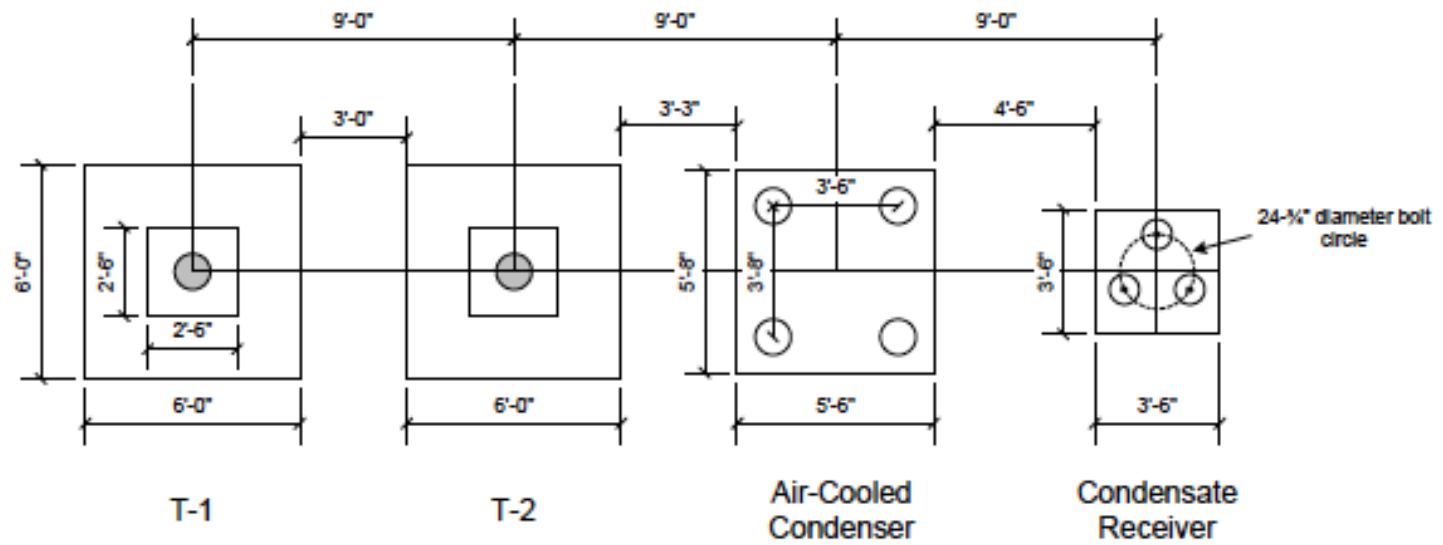 9'-0"
9'-0"
9'-0"
3'-0"
3'-3"
4'-6"
6'-0"
2'-6"
2'-6"
5'-8"
3'-6"
3'-8"
3'-6"
24-¾" diameter bolt
circle
6'-0"
6'-0"
5'-6"
3'-6"
T-1
T-2
Air-Cooled
Condenser
Condensate
Receiver